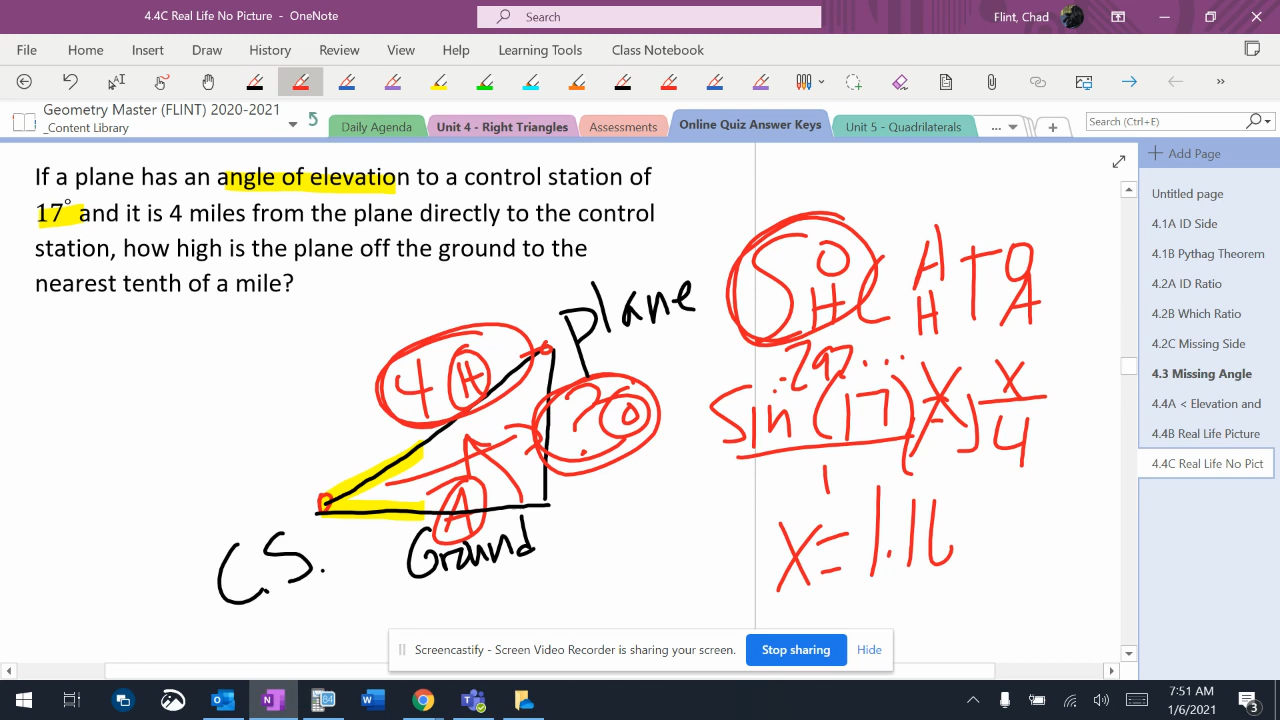 4.4C Real Life No Picture - OneNote
Search
Flint, Chad
File Home Insert Draw History Review View Help Learning Tools Class Notebook
Geometry Master (FLINT) 2020-2021
_Content Library
Daily Agenda
Unit 4 - Right Triangles
Assessments
Online Quiz Answer Keys
Unit 5 - Quadrilaterals
...
Search (Ctrl+E)
If a plane has an angle of elevation to a control station of
17° and it is 4 miles from the plane directly to the control
station, how high is the plane off the ground to the
nearest tenth of a mile?
Plane
4 H
? O
A
C.S.
Ground
S O H C A H T O A
.292...
sin(17) = x
1 4
x = 1.16
Add Page
Untitled page
4.1A ID Side
4.1B Pythag Theorem
4.2A ID Ratio
4.2B Which Ratio
4.2C Missing Side
4.3 Missing Angle
4.4A < Elevation and
4.4B Real Life Picture
4.4C Real Life No Pict
Screencastify - Screen Video Recorder is sharing your screen.
Stop sharing
Hide
7:51 AM
1/6/2021
3